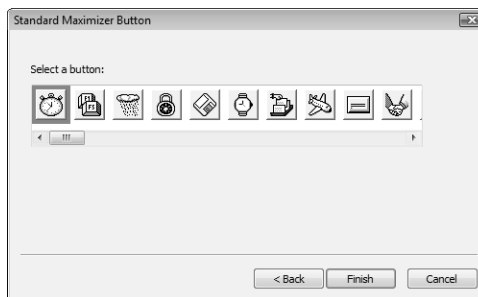 Standard Maximizer Button
Select a button:
< Back
Finish
Cancel